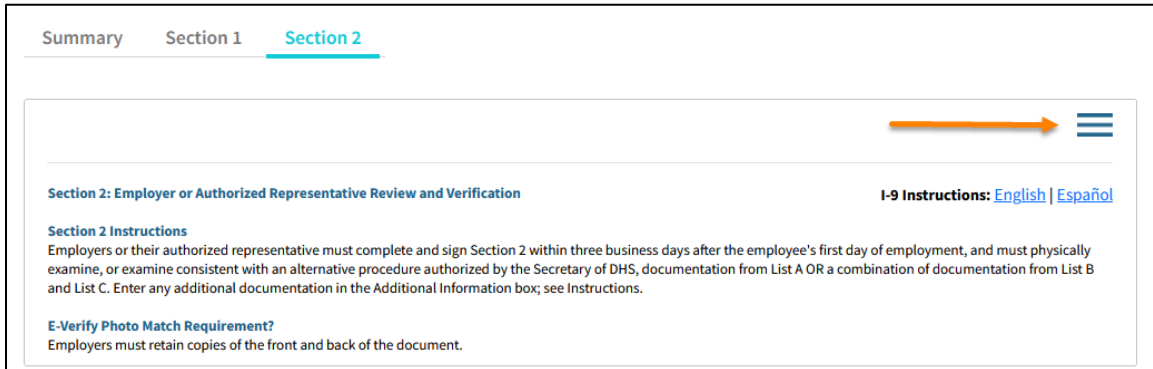 Summary Section 1 Section 2
Section 2: Employer or Authorized Representative Review and Verification
I-9 Instructions: English | Español
Section 2 Instructions
Employers or their authorized representative must complete and sign Section 2 within three business days after the employee's first day of employment, and must physically
examine, or examine consistent with an alternative procedure authorized by the Secretary of DHS, documentation from List A OR a combination of documentation from List B
and List C. Enter any additional documentation in the Additional Information box; see Instructions.
E-Verify Photo Match Requirement?
Employers must retain copies of the front and back of the document.